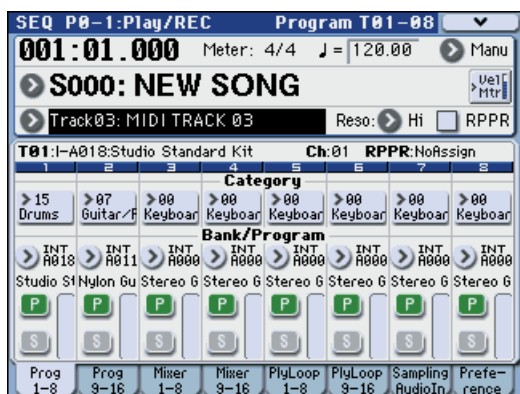 SEQ P0-1:Play/REC Program T01-08
001:01.000 Meter: 4/4 ♩= 120.00 Manu
S000: NEW SONG Vel Mtr
Track03: MIDI TRACK 03 Reso: Hi RPPR
T01:I-A018:Studio Standard Kit Ch:01 RPPR:NoAssign
1 2 3 4 5 6 7 8
Category
15 07 00 00 00 00 00 00
Drums Guitar/P Keyboar Keyboar Keyboar Keyboar Keyboar Keyboar
Bank/Program
INT INT INT INT INT INT INT INT
A018 A011 A000 A000 A000 A000 A000 A000
Studio St Nylon Gu Stereo G Stereo G Stereo G Stereo G Stereo G Stereo G
P P P P P P P P
S S S S S S S S
Prog Prog Mixer Mixer PlyLoop PlyLoop Sampling Prefe-
1-8 9-16 1-8 9-16 1-8 9-16 AudioIn rence